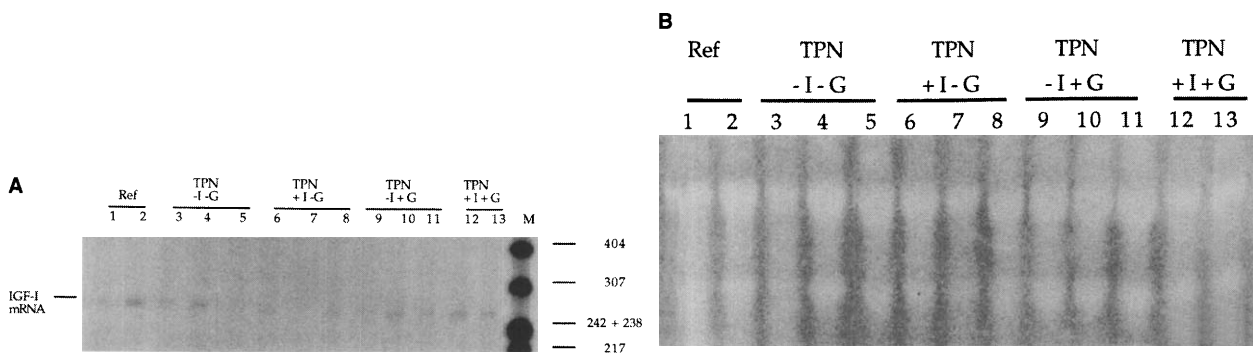 A
Ref
TPN
-I -G
TPN
+ I -G
TPN
-I + G
TPN
+ I + G
1 2 3 4 5 6 7 8 9 10 11 12 13 M
404
307
IGF-I
mRNA
242 + 238
217
B
Ref
TPN
- I - G
TPN
+ I - G
TPN
-I + G
TPN
+ I + G
1 2 3 4 5 6 7 8 9 10 11 12 13